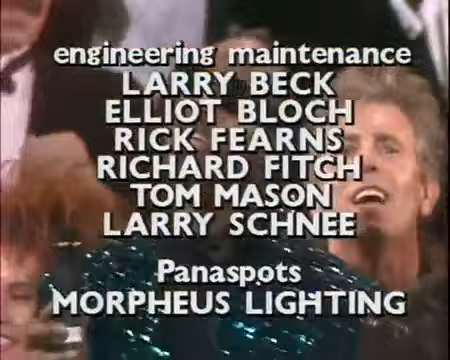 engineering maintenance
LARRY BECK
ELLIOT BLOCH
RICK FEARNS
RICHARD FITCH
TOM MASON
LARRY SCHNEE
Panaspots
MORPHEUS LIGHTING